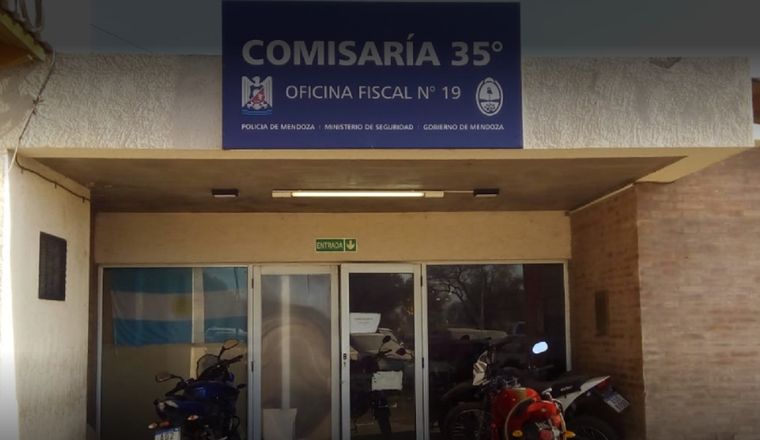 COMISARÍA 35°
OFICINA FISCAL N° 19
POLICIA DE MENDOZA | MINISTERIO DE SEGURIDAD | GOBIERNO DE MENDOZA
ENTRADA